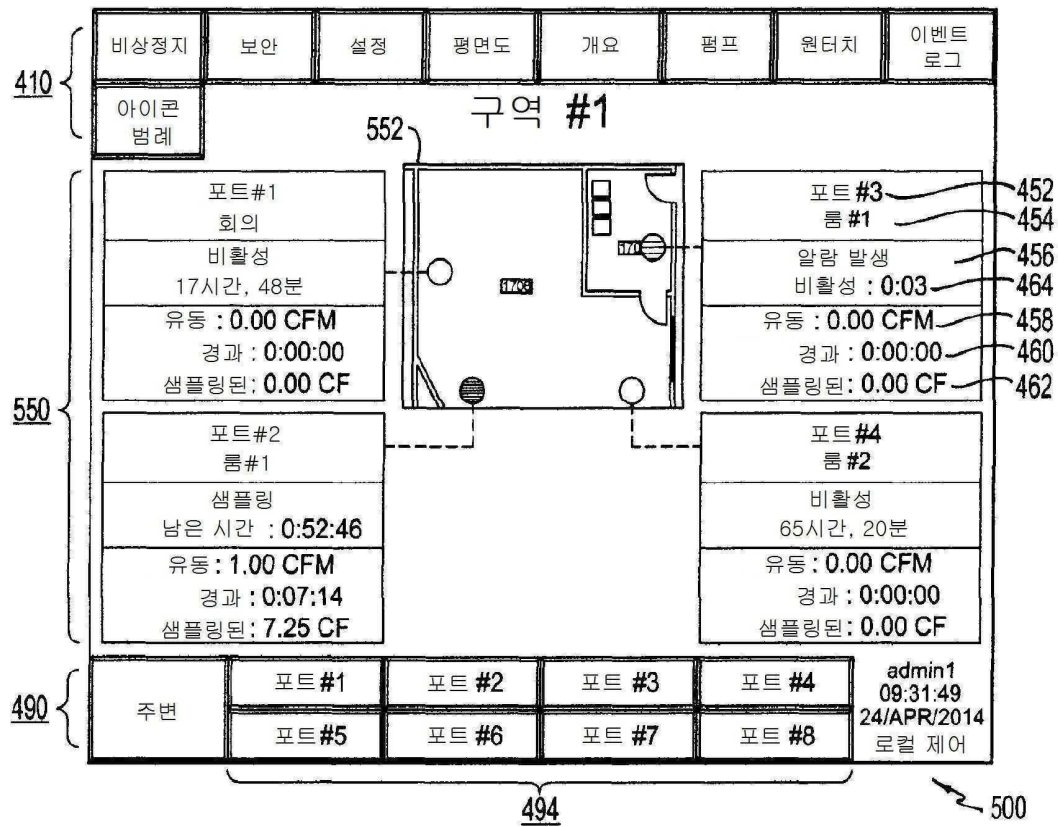 비상정지 보안 설정 평면도 개요 펌프 원터치 이벤트 로그
410
아이콘 범례
구역 #1
552
포트#1
회의
비활성
17시간, 48분
유동 : 0.00 CFM
경과 : 0:00:00
샘플링된: 0.00 CF
1708
170
포트 #3
452
룸 #1
454
알람 발생
456
비활성 : 0:03
464
유동 : 0.00 CFM
458
경과 : 0:00:00
460
샘플링된: 0.00 CF
462
550
포트#2
룸#1
샘플링
남은 시간 : 0:52:46
유동 : 1.00 CFM
경과 : 0:07:14
샘플링된: 7.25 CF
포트#4
룸 #2
비활성
65시간, 20분
유동 : 0.00 CFM
경과 : 0:00:00
샘플링된: 0.00 CF
490
주변
포트 #1 포트 #2 포트 #3 포트 #4
포트 #5 포트 #6 포트 #7 포트 #8
admin1
09:31:49
24/APR/2014
로컬 제어
494
500